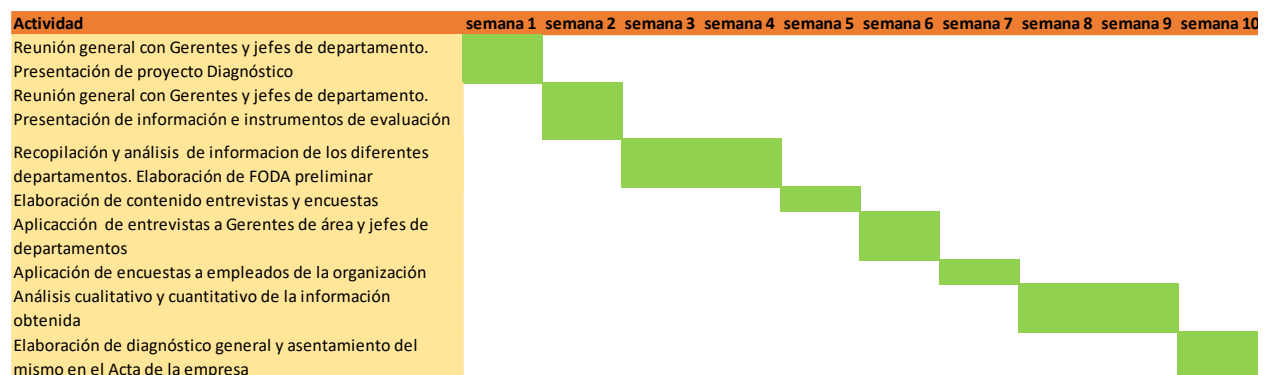 Actividad semana 1 semana 2 semana 3 semana 4 semana 5 semana 6 semana 7 semana 8 semana 9 semana 10
Reunión general con Gerentes y jefes de departamento.
Presentación de proyecto Diagnóstico
Reunión general con Gerentes y jefes de departamento.
Presentación de información e instrumentos de evaluación
Recopilación y análisis de informacion de los diferentes
departamentos. Elaboración de FODA preliminar
Elaboración de contenido entrevistas y encuestas
Aplicacción de entrevistas a Gerentes de área y jefes de
departamentos
Aplicación de encuestas a empleados de la organización
Análisis cualitativo y cuantitativo de la información
obtenida
Elaboración de diagnóstico general y asentamiento del
mismo en el Acta de la empresa